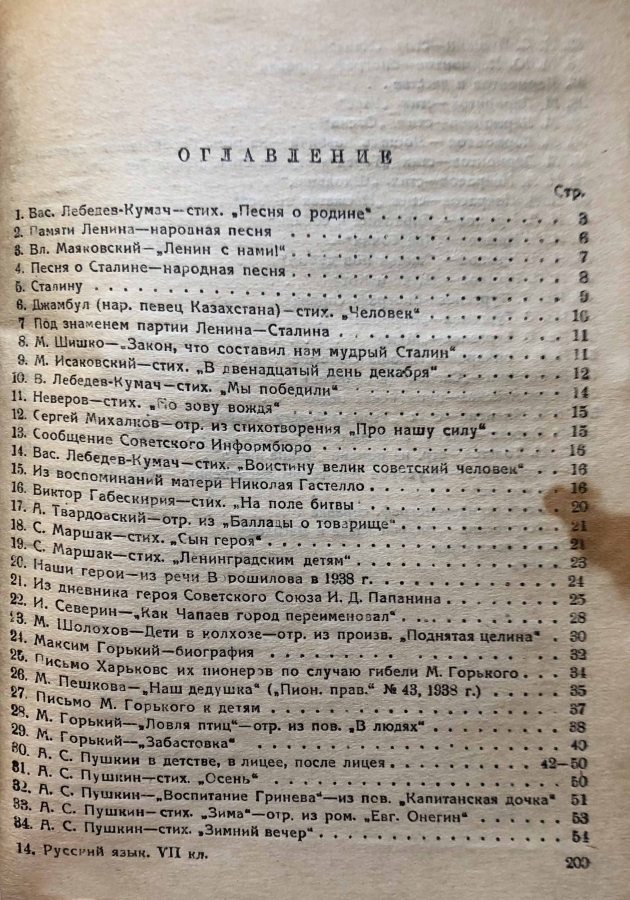 ОГЛАВЛЕНИЕ
Стр.
1. Вас. Лебедев-Кумач—стих. „Песня о родине“ . . . . . . . . . . 3
2. Памяти Ленина—народная песня . . . . . . . . . . 6
3. Вл. Маяковский—„Ленин с нами!“ . . . . . . . . . . 7
4. Песня о Сталине—народная песня . . . . . . . . . . 8
5. Сталину . . . . . . . . . . 9
6. Джамбул (нар. певец Казахстана)—стих. „Человек“ . . . . . . . . 10
7 Под знаменем партии Ленина—Сталина . . . . . . . . . . 11
8. М. Шишко—„Закон, что составил нам мудрый Сталин“ . . . . . . 11
9. М. Исаковский—стих. „В двенадцатый день декабря“ . . . . . . 12
10. В. Лебедев-Кумач—стих. „Мы победили“ . . . . . . . . . . 14
11. Неверов—стих. „По зову вождя“ . . . . . . . . . . 15
12. Сергей Михалков—отр. из стихотворения „Про нашу силу“ . . . . . 15
13. Сообщение Советского Информбюро . . . . . . . . . . 16
14. Вас. Лебедев-Кумач—стих. „Воистину велик советский человек“ . . 16
15. Из воспоминаний матери Николая Гастелло . . . . . . . . . . 16
16. Виктор Габескирия—стих. „На поле битвы . . . . . . . . . . 20
17. А. Твардовский—отр. из „Баллады о товарище“ . . . . . . . . 21
18. С. Маршак—стих. „Сын героя“ . . . . . . . . . . 21
19. С. Маршак—стих. „Ленинградским детям“ . . . . . . . . . . 23
20. Наши герои—из речи Ворошилова в 1938 г. . . . . . . . . . . 24
21. Из дневника героя Советского Союза И. Д. Папанина . . . . . . 25
22. И. Северин—„Как Чапаев город переименовал“ . . . . . . . . 28
23. М. Шолохов—Дети в колхозе—отр. из произв. „Поднятая целина“ . 30
24. Максим Горький—биография . . . . . . . . . . 32
25. Письмо Харьковс их пионеров по случаю гибели М. Горького . . . . 34
26. М. Пешкова—„Наш дедушка“ („Пион. прав.“ № 43, 1938 г.) . . . . . 35
27. Письмо М. Горького к детям . . . . . . . . . . 37
28. М. Горький—„Ловля птиц“—отр. из пов. „В людях“ . . . . . . . 38
29. М. Горький—„Забастовка“ . . . . . . . . . . 40
30. А. С. Пушкин в детстве, в лицее, после лицея . . . . . . . 42—50
31. А. С. Пушкин—стих. „Осень“ . . . . . . . . . . 50
32. А. С. Пушкин—„Воспитание Гринева“—из пов. „Капитанская дочка“ 51
33. А. С. Пушкин—стих. „Зима“—отр. из ром. „Евг. Онегин“ . . . . . 53
34. А. С. Пушкин—стих. „Зимний вечер“ . . . . . . . . . . 54
14. Русский язык. VII кл.
209